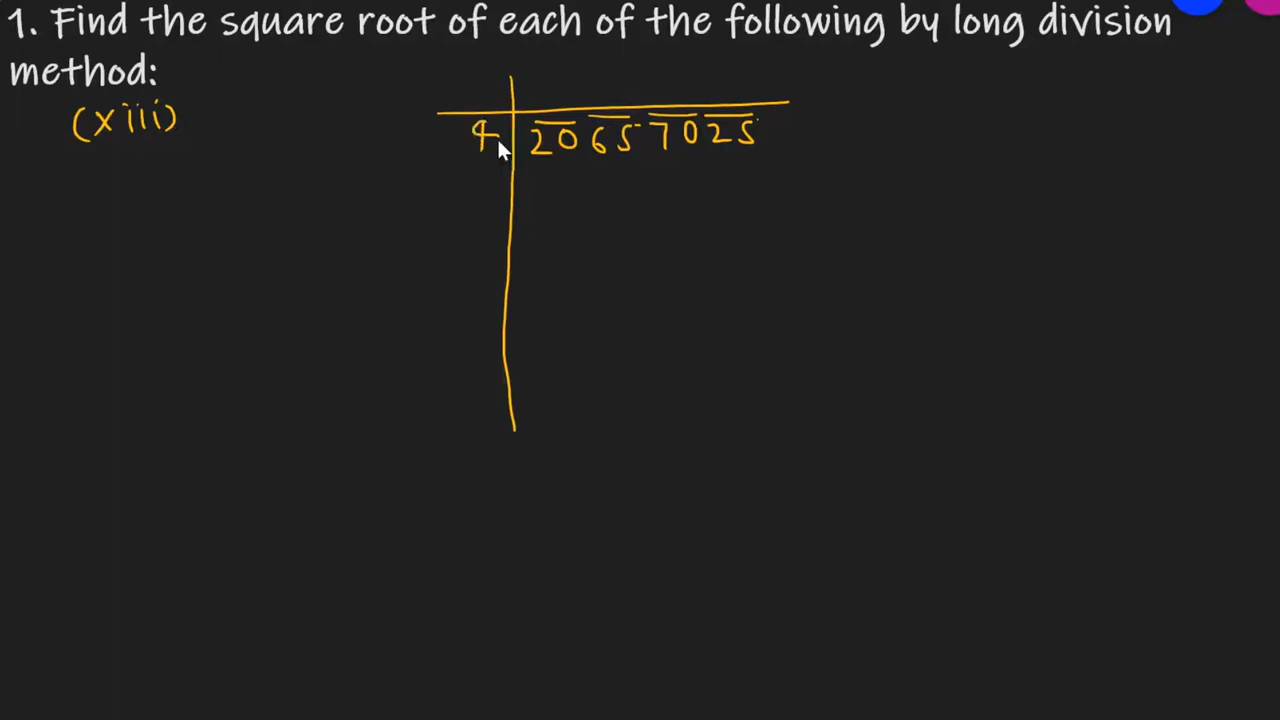 1. Find the square root of each of the following by long division
method:
(xiii)
4 20 65 70 25